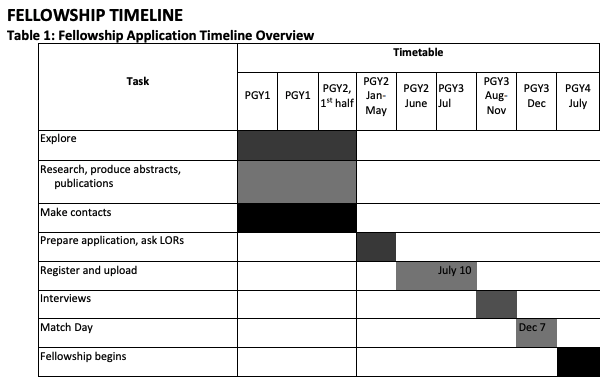 FELLOWSHIP TIMELINE
Table 1: Fellowship Application Timeline Overview
Task
Timetable
PGY1
PGY1
PGY2,
1st half
PGY2
Jan-
May
PGY2
June
PGY3
Jul
PGY3
Aug-
Nov
PGY3
Dec
PGY4
July
Explore
Research, produce abstracts,
publications
Make contacts
Prepare application, ask LORs
Register and upload
July 10
Interviews
Match Day
Dec 7
Fellowship begins